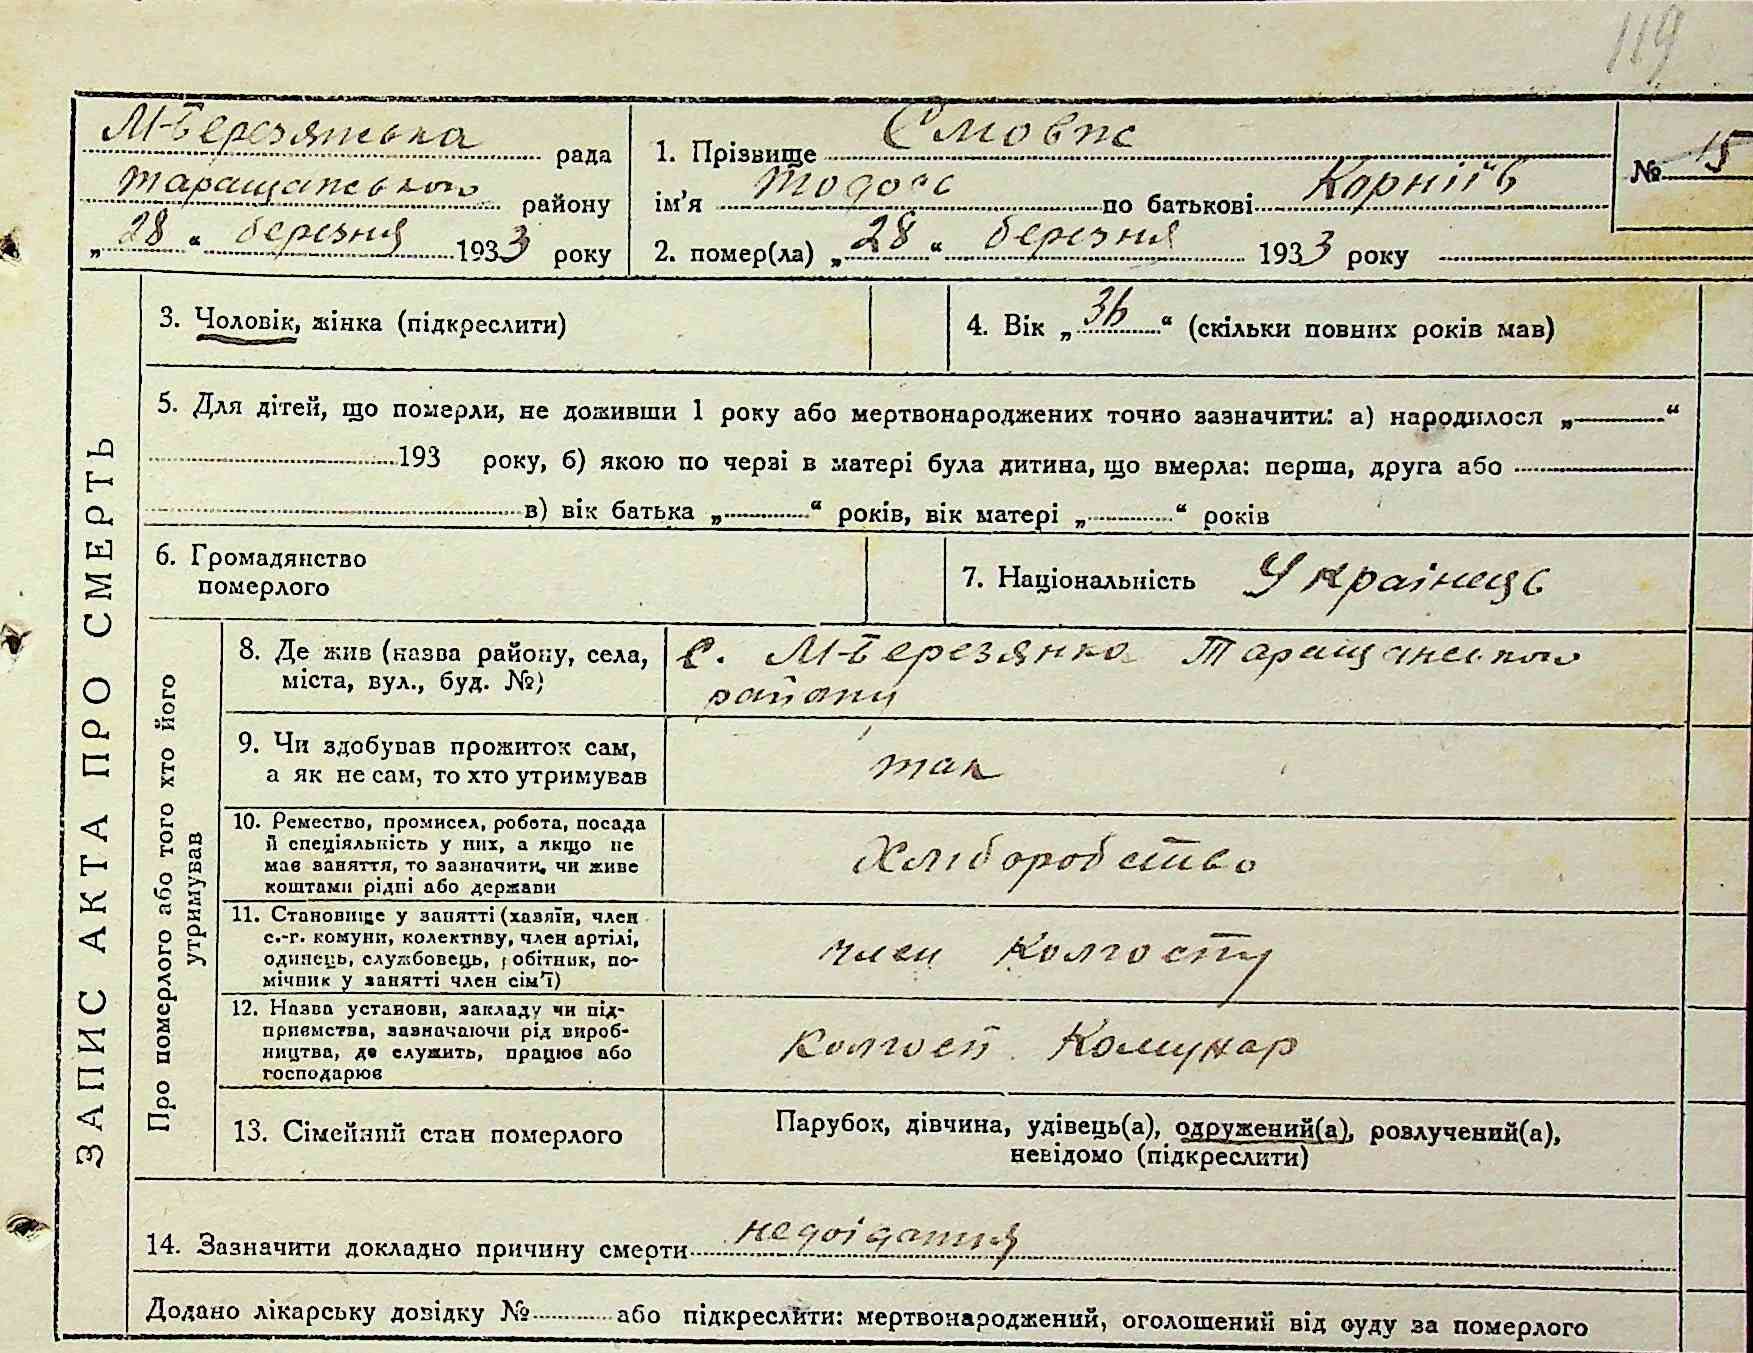 119
М-Березянська рада
Таращанського району
„28“ березня 1933 року
1. Прізвище
ім'я Тодось по батькові Корніїв
2. помер(ла) „28“ березня 1933 року
№ 15
ЗАПИС АКТА ПРО СМЕРТЬ
3. Чоловік, жінка (підкреслити)
4. Вік „36“ (скільки повних років мав)
5. Для дітей, що померли, не доживши 1 року або мертвонароджених точно зазначити: а) народилося „ “
193 року, б) якою по черві в матері була дитина, що вмерла: перша, друга або
в) вік батька „ “ років, вік матері „ “ років
6. Громадянство
померлого
7. Національність Українець
Про померлого або того хто його
утримував
8. Де жив (назва району, села,
міста, вул., буд. №)
с. М-Березянка Таращанського
району
9. Чи здобував прожиток сам,
а як не сам, то хто утримував
так
10. Ремество, промисел, робота, посада
й спеціяльність у них, а якщо не
мав заняття, то зазначити, чи живе
коштами рідні або держави
Хліборобство
11. Становище у занятті (хазяїн, член
с.-г. комуни, колективу, член артілі,
одинець, службовець, робітник, по-
мічник у занятті член сім'ї)
член Колгоспу
12. Назва установи, закладу чи під-
приємства, зазначаючи рід вироб-
ництва, де служить, працює або
господарює
Колгосп Комунар
13. Сімейний стан померлого
Парубок, дівчина, удівець(а), одружений(а), розлучений(а),
невідомо (підкреслити)
14. Зазначити докладно причину смерти недоїдання
Додано лікарську довідку № або підкреслити: мертвонароджений, оголошений від суду за померлого